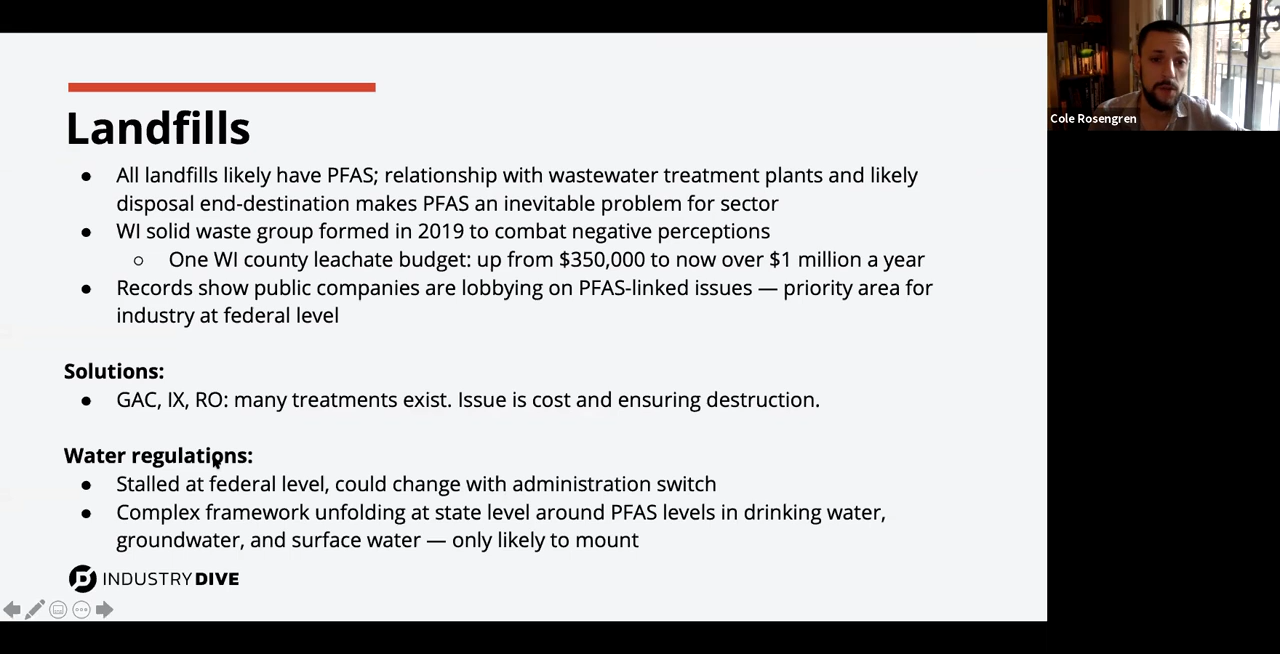 Landfills
● All landfills likely have PFAS; relationship with wastewater treatment plants and likely
disposal end-destination makes PFAS an inevitable problem for sector
● WI solid waste group formed in 2019 to combat negative perceptions
○ One WI county leachate budget: up from $350,000 to now over $1 million a year
● Records show public companies are lobbying on PFAS-linked issues — priority area for
industry at federal level
Solutions:
● GAC, IX, RO: many treatments exist. Issue is cost and ensuring destruction.
Water regulations:
● Stalled at federal level, could change with administration switch
● Complex framework unfolding at state level around PFAS levels in drinking water,
groundwater, and surface water — only likely to mount
INDUSTRYDIVE
Cole Rosengren